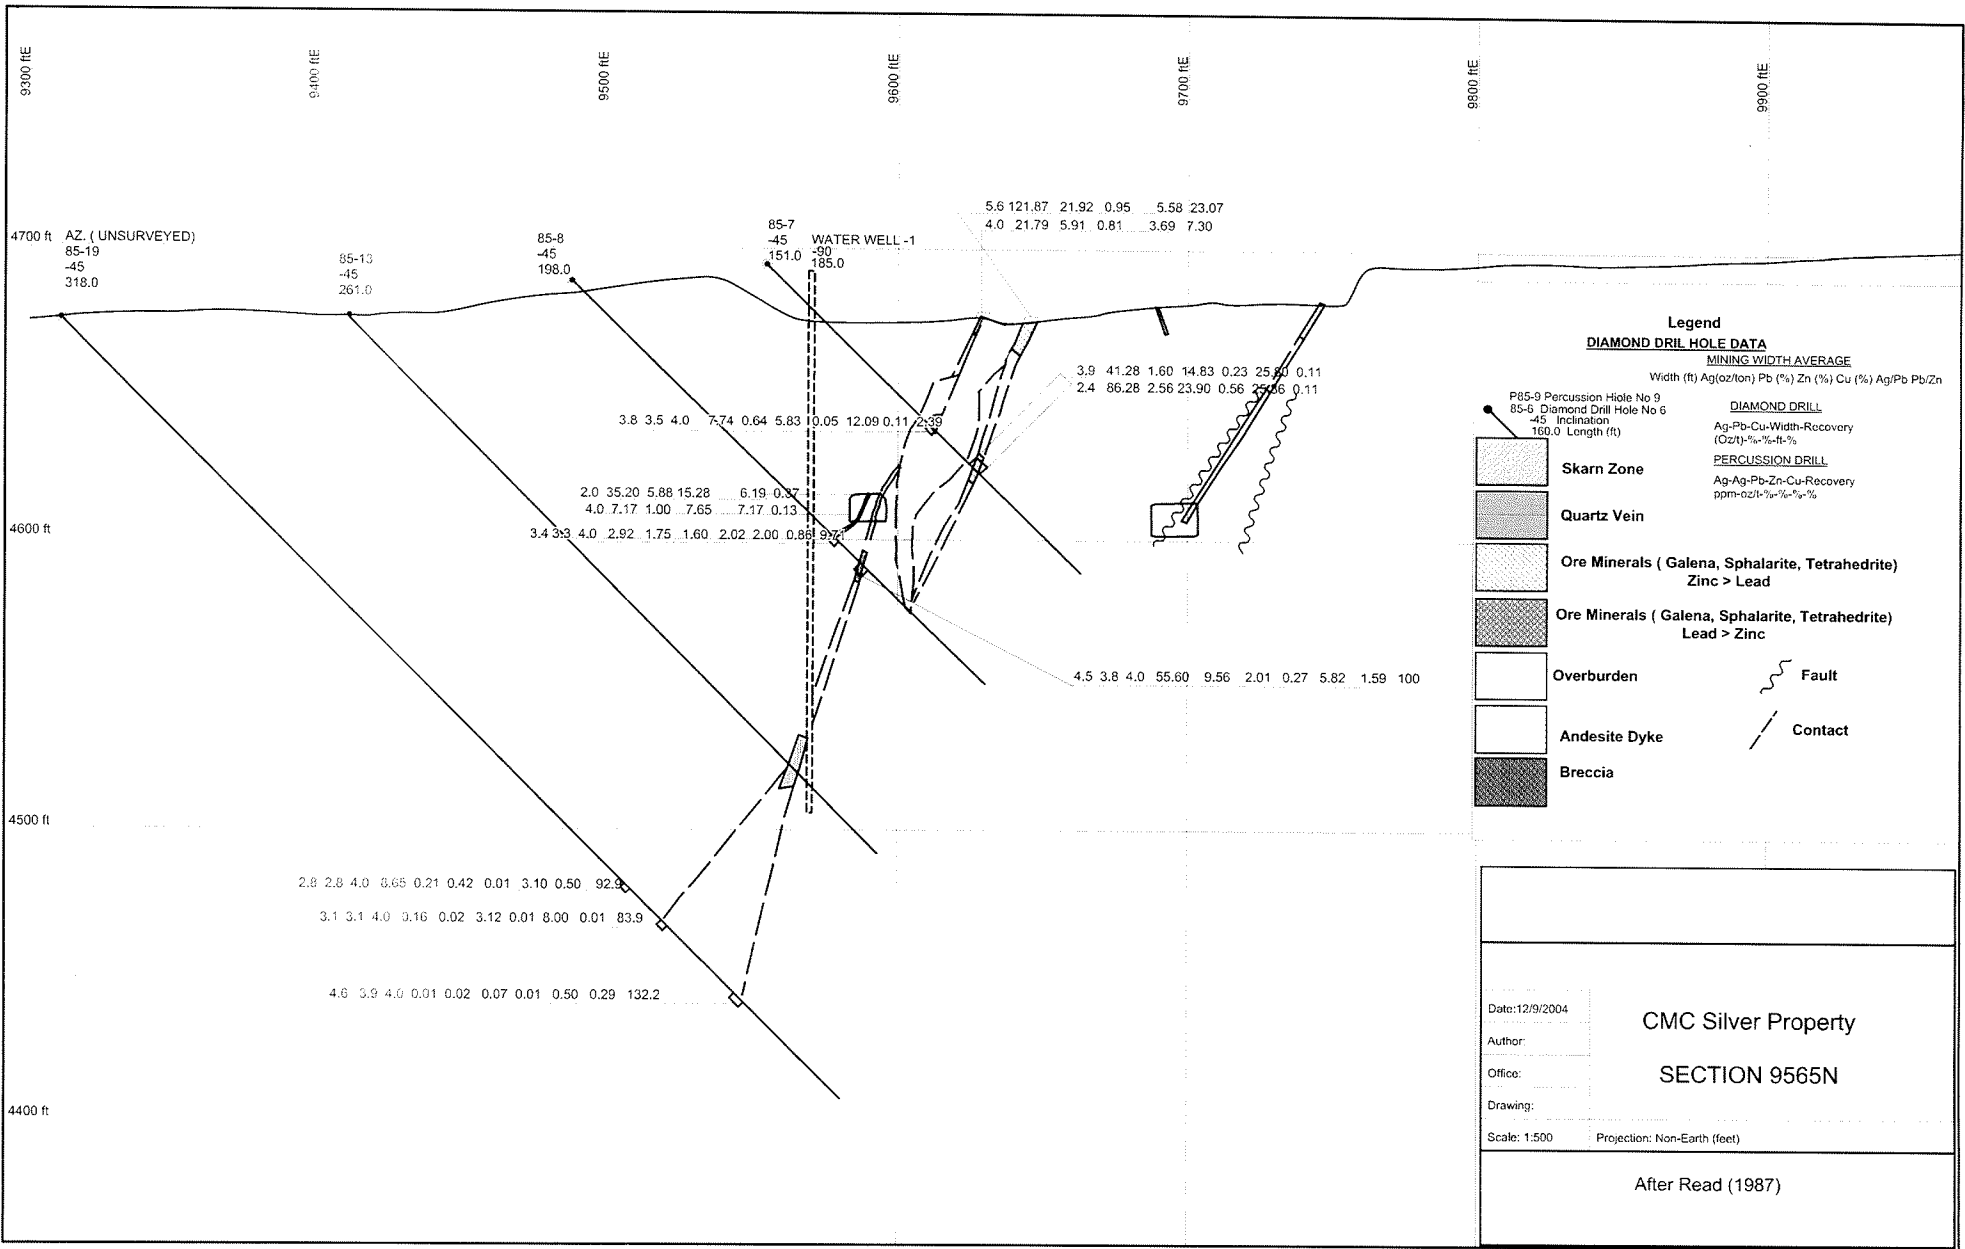 9300 ftE
9400 ftE
9500 ftE
9600 ftE
9700 ftE
9800 ftE
9900 ftE
5.6 121.87 21.92 0.95 5.58 23.07
4.0 21.79 5.91 0.81 3.69 7.30
4700 ft
AZ. ( UNSURVEYED)
85-19
-45
318.0
85-13
-45
261.0
85-8
-45
198.0
85-7
-45
151.0
WATER WELL -1
-90
185.0
3.9 41.28 1.60 14.83 0.23 0.11
2.4 86.28 2.56 23.90 0.56 0.11
3.8 3.5 4.0 7.74 0.64 5.83 0.05 12.09 0.11 2.39
2.0 35.20 5.88 15.28 6.19 0.37
4.0 7.17 1.00 7.65 7.17 0.13
3.4 3.3 4.0 2.92 1.75 1.60 2.02 2.00 0.86
4600 ft
4.5 3.8 4.0 55.60 9.56 2.01 0.27 5.82 1.59 100
4500 ft
2.8 2.8 4.0 0.21 0.42 0.01 3.10 0.50 92.9
3.1 3.1 4.0 0.02 3.12 0.01 8.00 0.01 83.9
4.6 3.9 4.0 0.01 0.02 0.07 0.01 0.50 0.29 132.2
4400 ft
Legend
DIAMOND DRIL HOLE DATA
MINING WIDTH AVERAGE
Width (ft) Ag(oz/ton) Pb (%) Zn (%) Cu (%) Ag/Pb Pb/Zn
P85-9 Percussion Hiole No 9
85-6 Diamond Drill Hole No 6
-45 Inclination
160.0 Length (ft)
DIAMOND DRILL
Ag-Pb-Cu-Width-Recovery
(Oz/t)-%-%-ft-%
PERCUSSION DRILL
Ag-Ag-Pb-Zn-Cu-Recovery
ppm-oz/t-%-%-%-%
Skarn Zone
Quartz Vein
Ore Minerals ( Galena, Sphalarite, Tetrahedrite)
Zinc > Lead
Ore Minerals ( Galena, Sphalarite, Tetrahedrite)
Lead > Zinc
Overburden
Fault
Andesite Dyke
Contact
Breccia
Date:12/9/2004
Author:
Office:
Drawing:
Scale: 1:500
Projection: Non-Earth (feet)
CMC Silver Property
SECTION 9565N
After Read (1987)